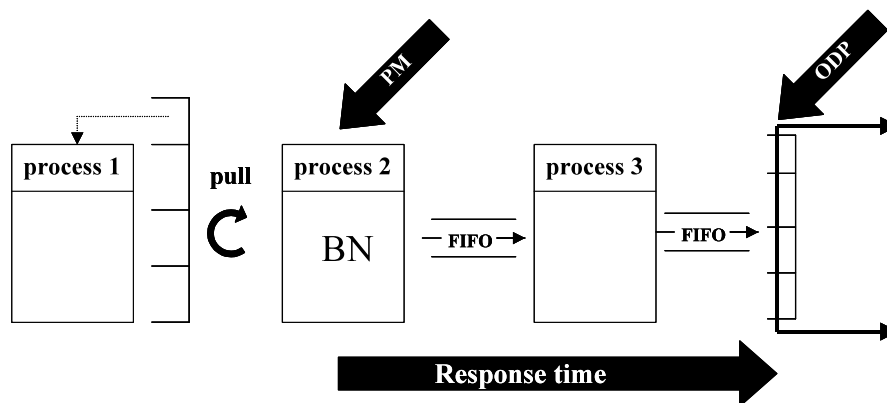 PM
ODP
process 1
pull
process 2
BN
FIFO
process 3
FIFO
Response time